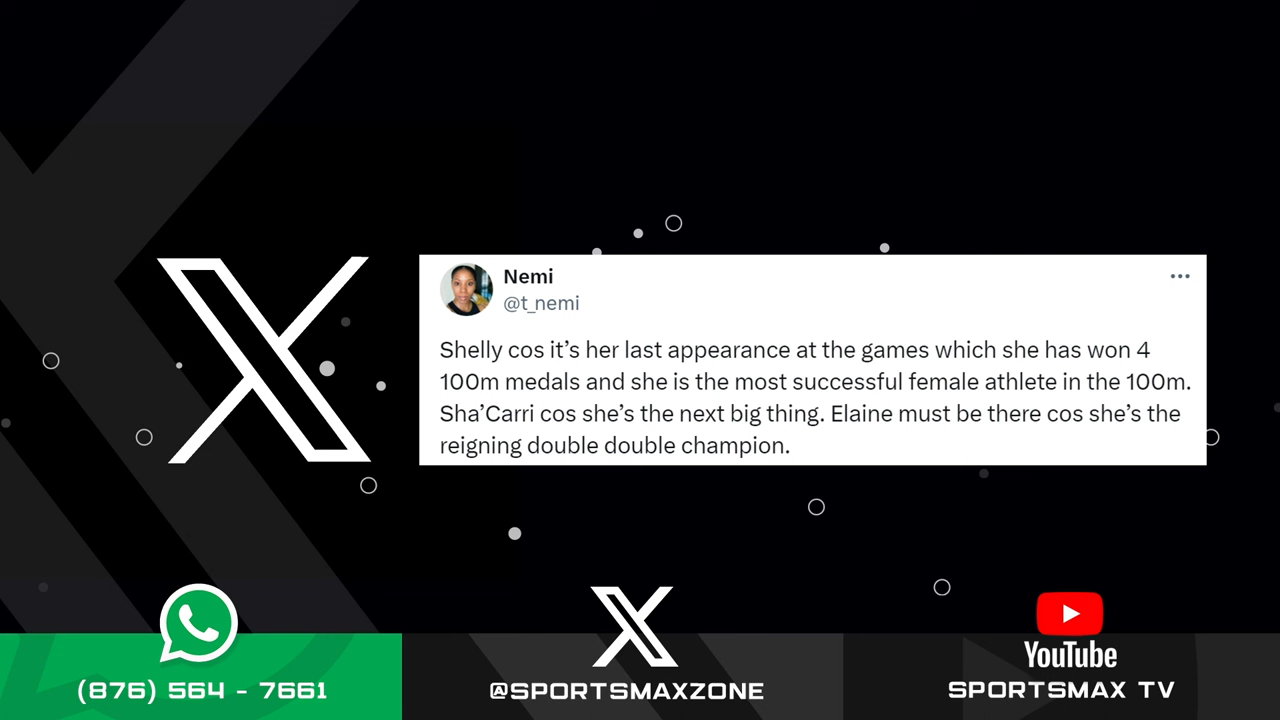 Nemi
@t_nemi
Shelly cos it’s her last appearance at the games which she has won 4
100m medals and she is the most successful female athlete in the 100m.
Sha’Carri cos she’s the next big thing. Elaine must be there cos she’s the
reigning double double champion.
(876) 564 - 7661
@SPORTSMAXZONE
YouTube
SPORTSMAX TV